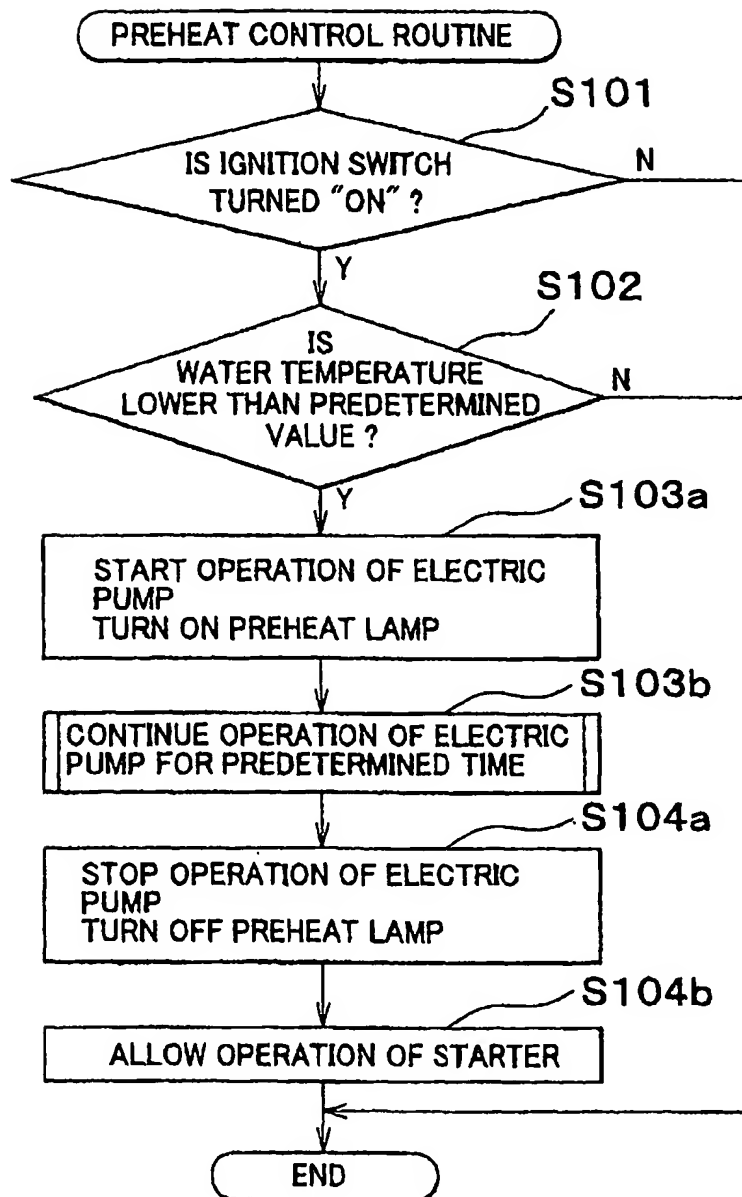 PREHEAT CONTROL ROUTINE
S101
IS IGNITION SWITCH
TURNED "ON" ?
N
Y
S102
IS
WATER TEMPERATURE
LOWER THAN PREDETERMINED
VALUE ?
N
Y
S103a
START OPERATION OF ELECTRIC
PUMP
TURN ON PREHEAT LAMP
S103b
CONTINUE OPERATION OF ELECTRIC
PUMP FOR PREDETERMINED TIME
S104a
STOP OPERATION OF ELECTRIC
PUMP
TURN OFF PREHEAT LAMP
S104b
ALLOW OPERATION OF STARTER
END